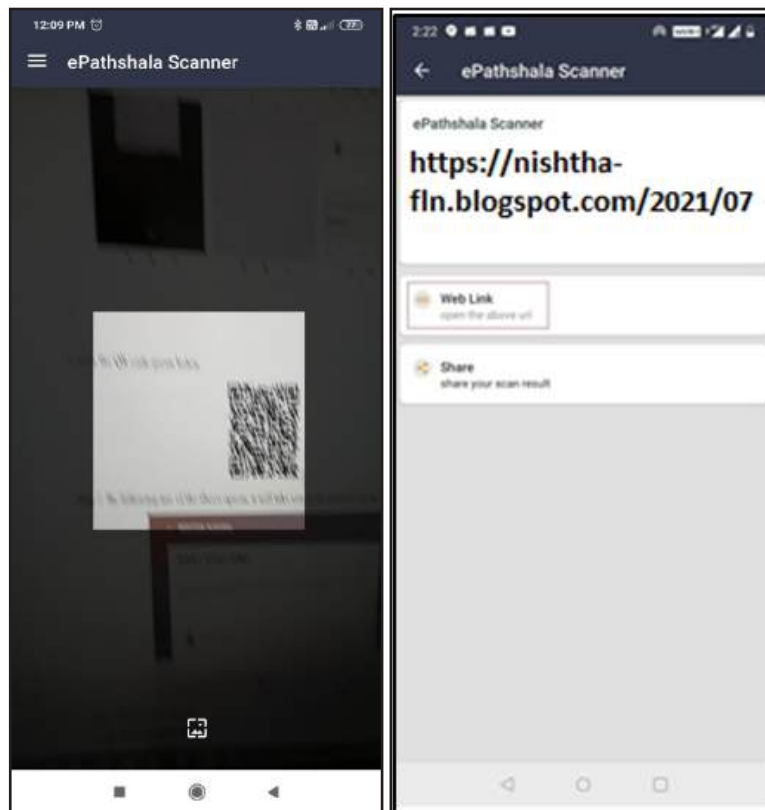 12:09 PM
77
ePathshala Scanner
2:22
ePathshala Scanner
ePathshala Scanner
https://nishtha-
fln.blogspot.com/2021/07
Web Link
open the above url
Share
share your scan result